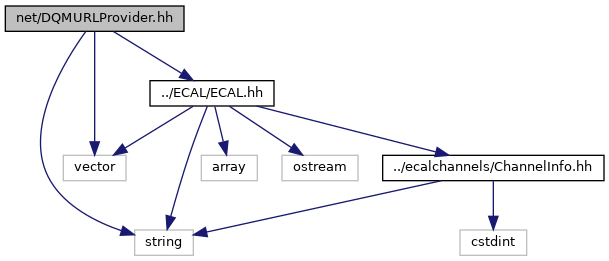 net/DQMURLProvider.hh
../ECAL/ECAL.hh
vector
array
ostream
../ecalchannels/ChannelInfo.hh
string
cstdint